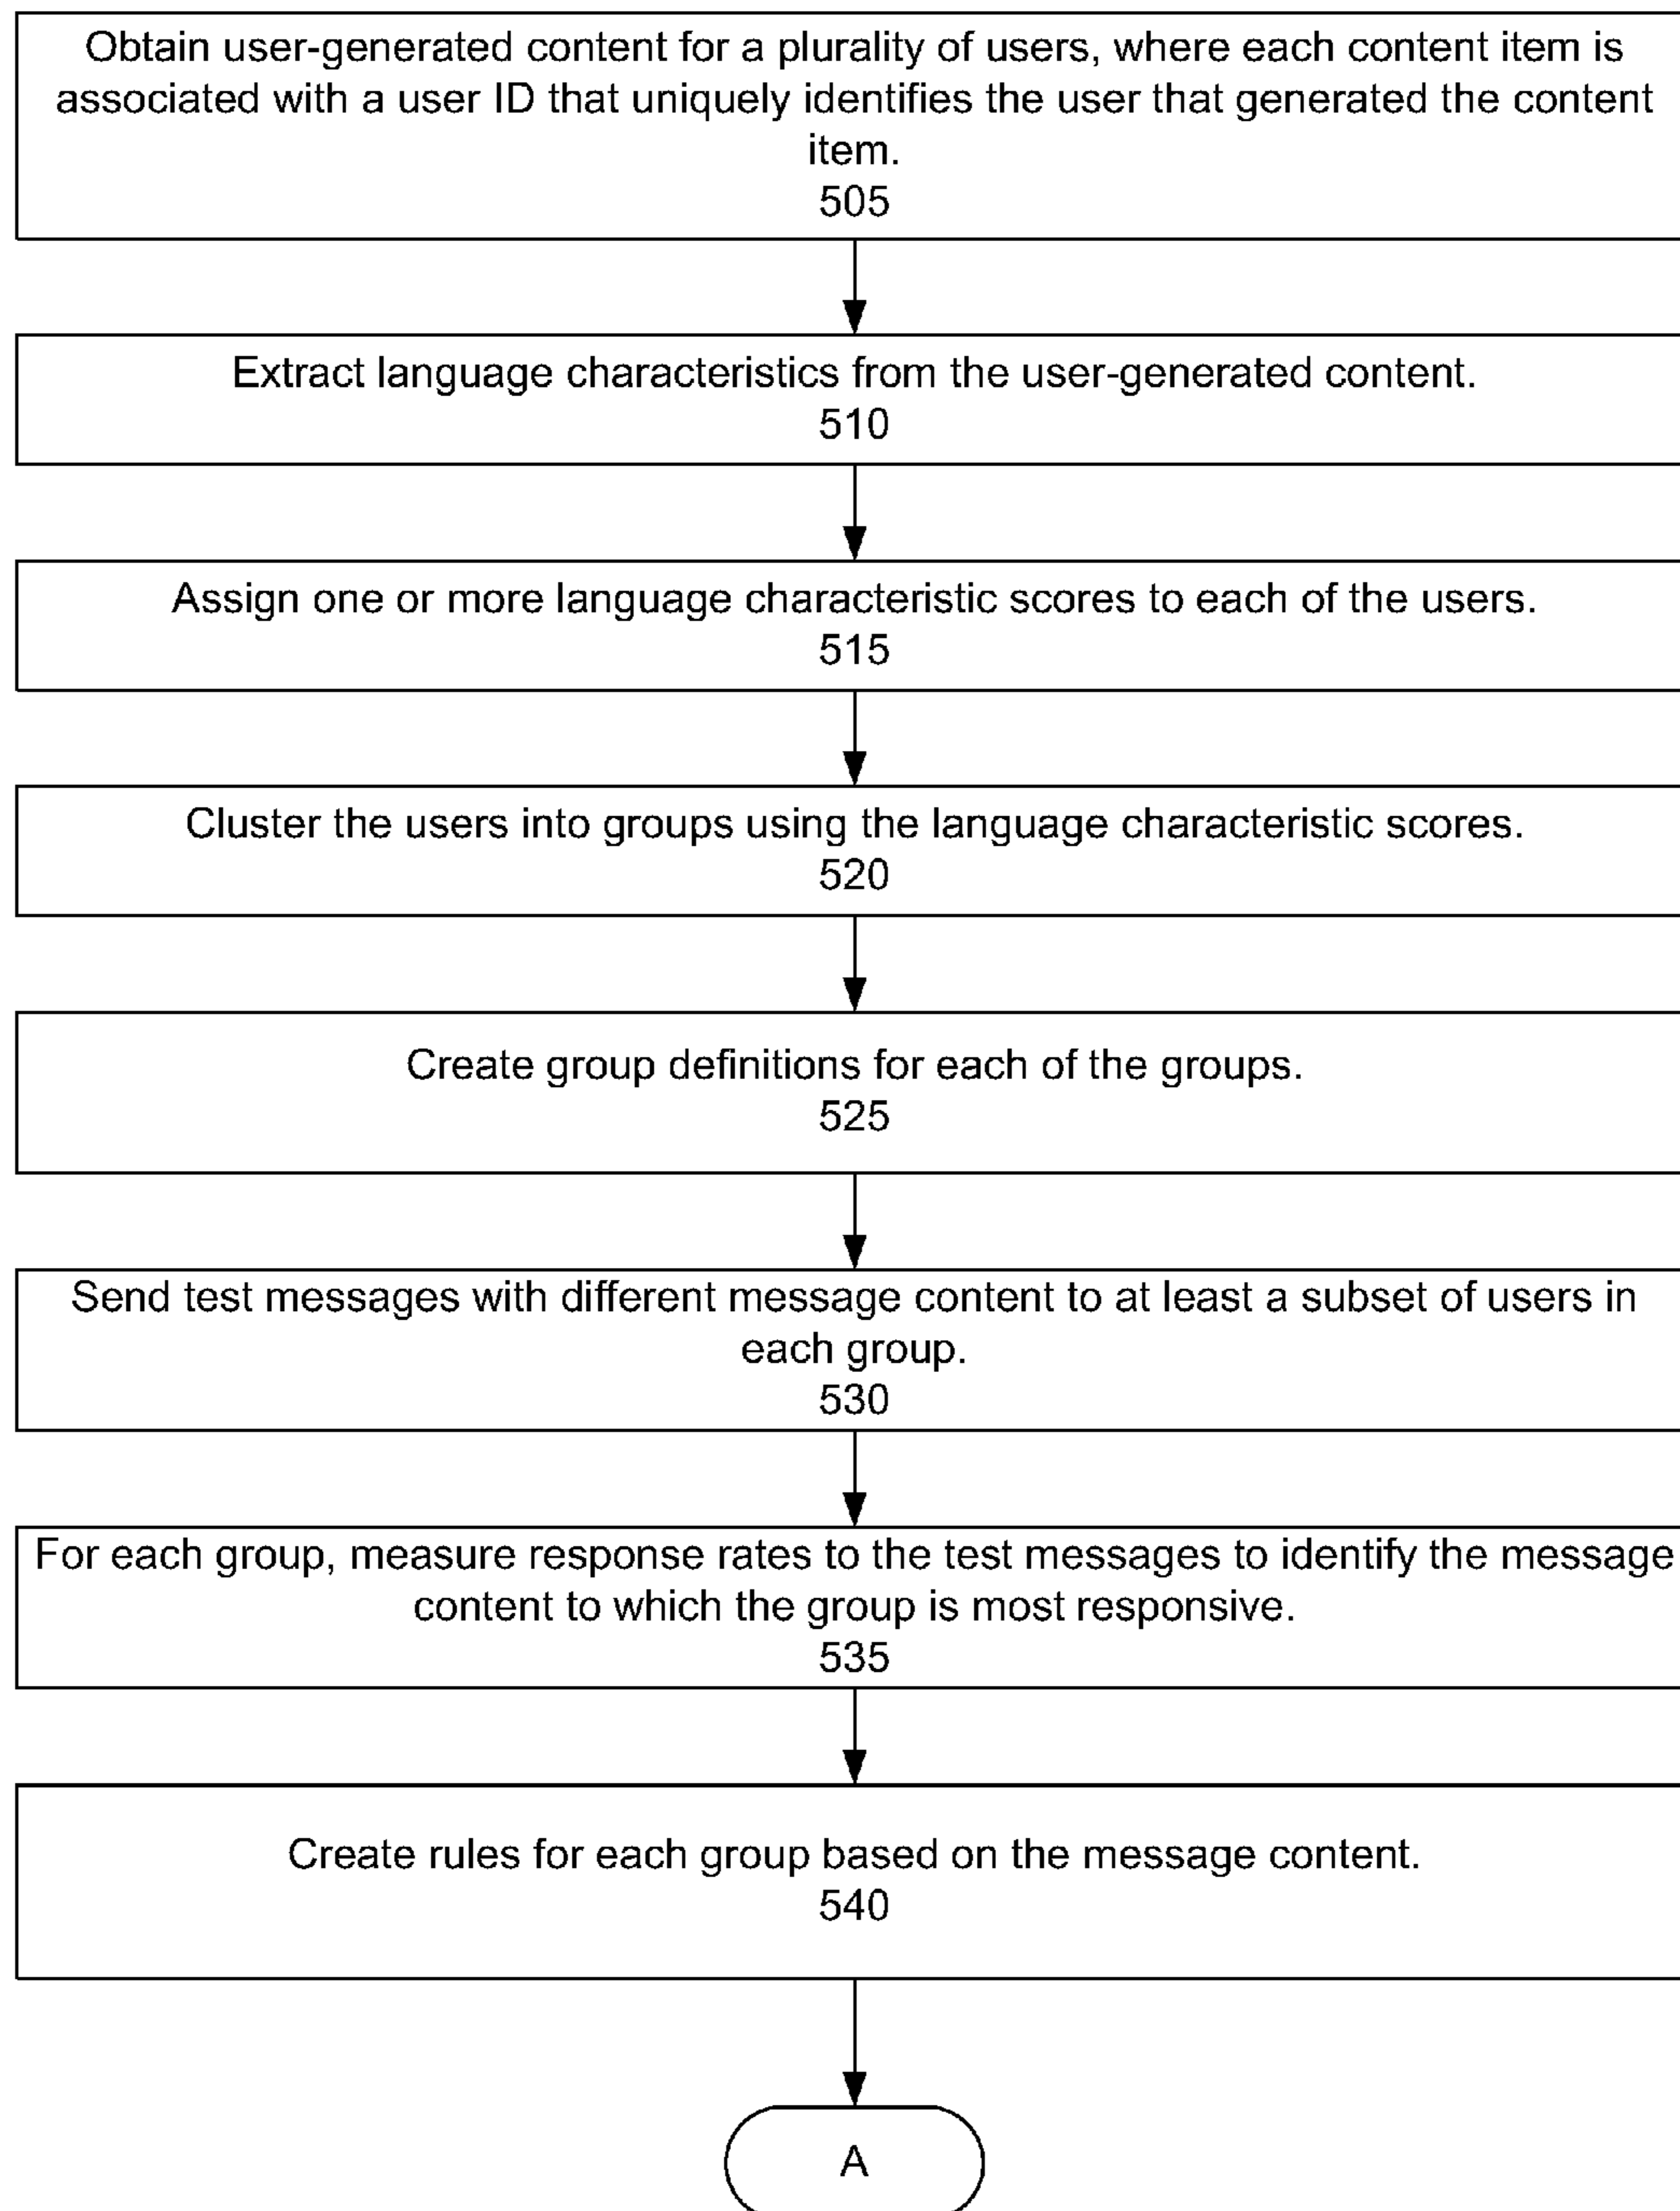 Obtain user-generated content for a plurality of users, where each content item is
associated with a user ID that uniquely identifies the user that generated the content
item.
505
Extract language characteristics from the user-generated content.
510
Assign one or more language characteristic scores to each of the users.
515
Cluster the users into groups using the language characteristic scores.
520
Create group definitions for each of the groups.
525
Send test messages with different message content to at least a subset of users in
each group.
530
For each group, measure response rates to the test messages to identify the message
content to which the group is most responsive.
535
Create rules for each group based on the message content.
540
A